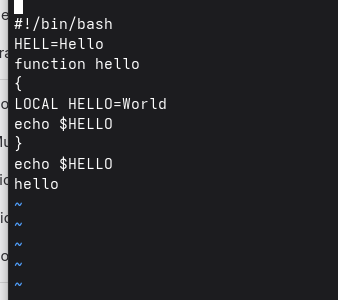 #!/bin/bash
HELL=Hello
function hello
{
LOCAL HELLO=World
echo $HELLO
}
echo $HELLO
hello
~
~
~
~
~